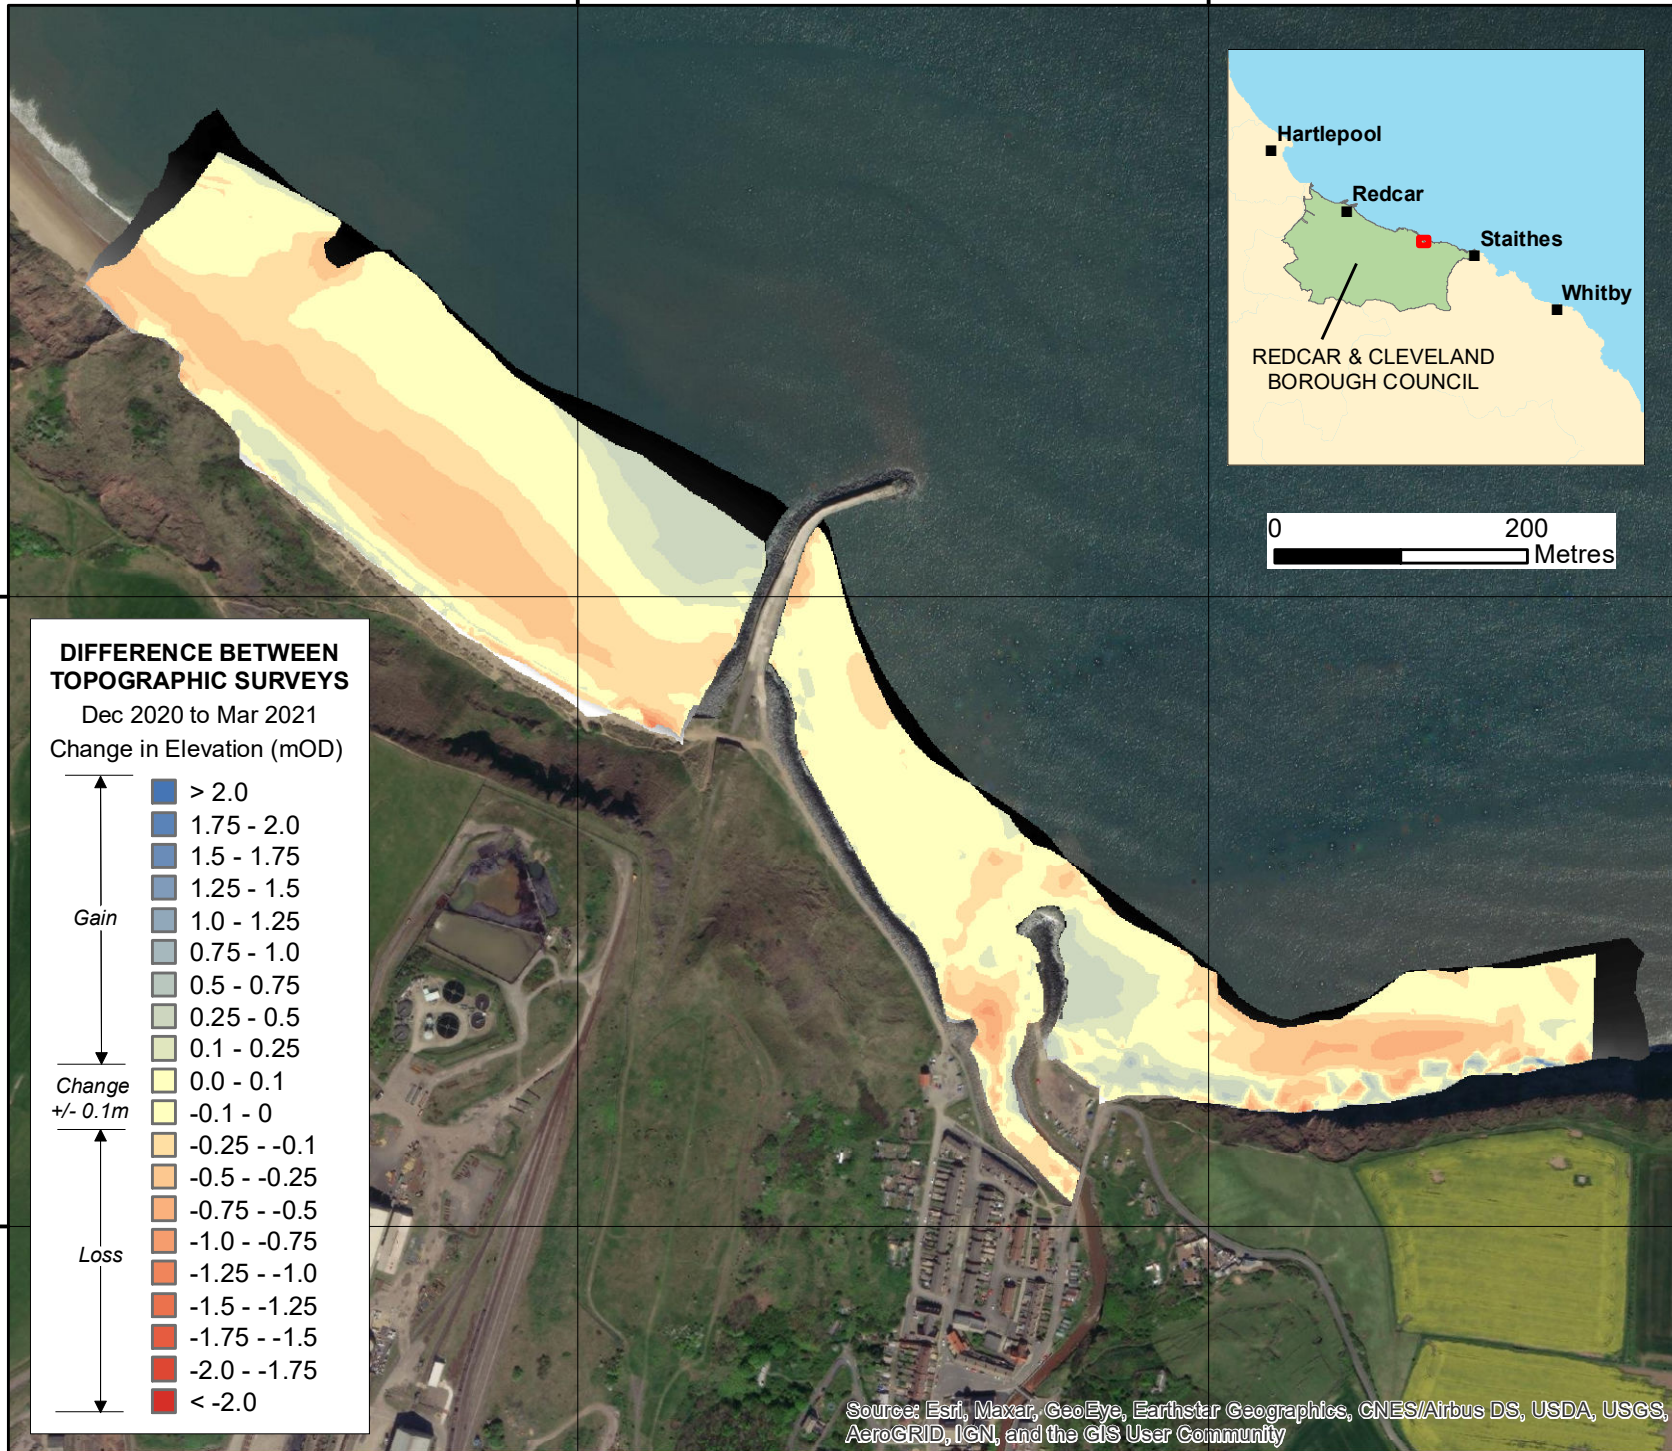 Hartlepool
Redcar
Staithes
Whitby
REDCAR & CLEVELAND
BOROUGH COUNCIL
0 200
Metres
DIFFERENCE BETWEEN
TOPOGRAPHIC SURVEYS
Dec 2020 to Mar 2021
Change in Elevation (mOD)
> 2.0
1.75 - 2.0
1.5 - 1.75
1.25 - 1.5
Gain
1.0 - 1.25
0.75 - 1.0
0.5 - 0.75
0.25 - 0.5
0.1 - 0.25
Change
+/- 0.1m
0.0 - 0.1
-0.1 - 0
-0.25 - -0.1
-0.5 - -0.25
-0.75 - -0.5
-1.0 - -0.75
Loss
-1.25 - -1.0
-1.5 - -1.25
-1.75 - -1.5
-2.0 - -1.75
< -2.0
Source: Esri, Maxar, GeoEye, Earthstar Geographics, CNES/Airbus DS, USDA, USGS,
AeroGRID, IGN, and the GIS User Community